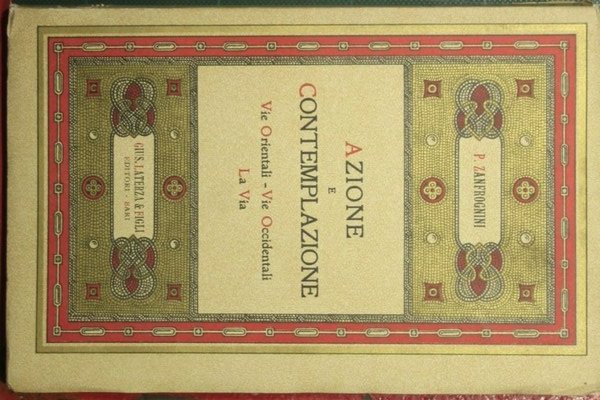 P. ZANFROGNINI
AZIONE
E
CONTEMPLAZIONE
Vie Orientali - Vie Occidentali
La Via
GIUS. LATERZA & FIGLI
EDITORI - BARI